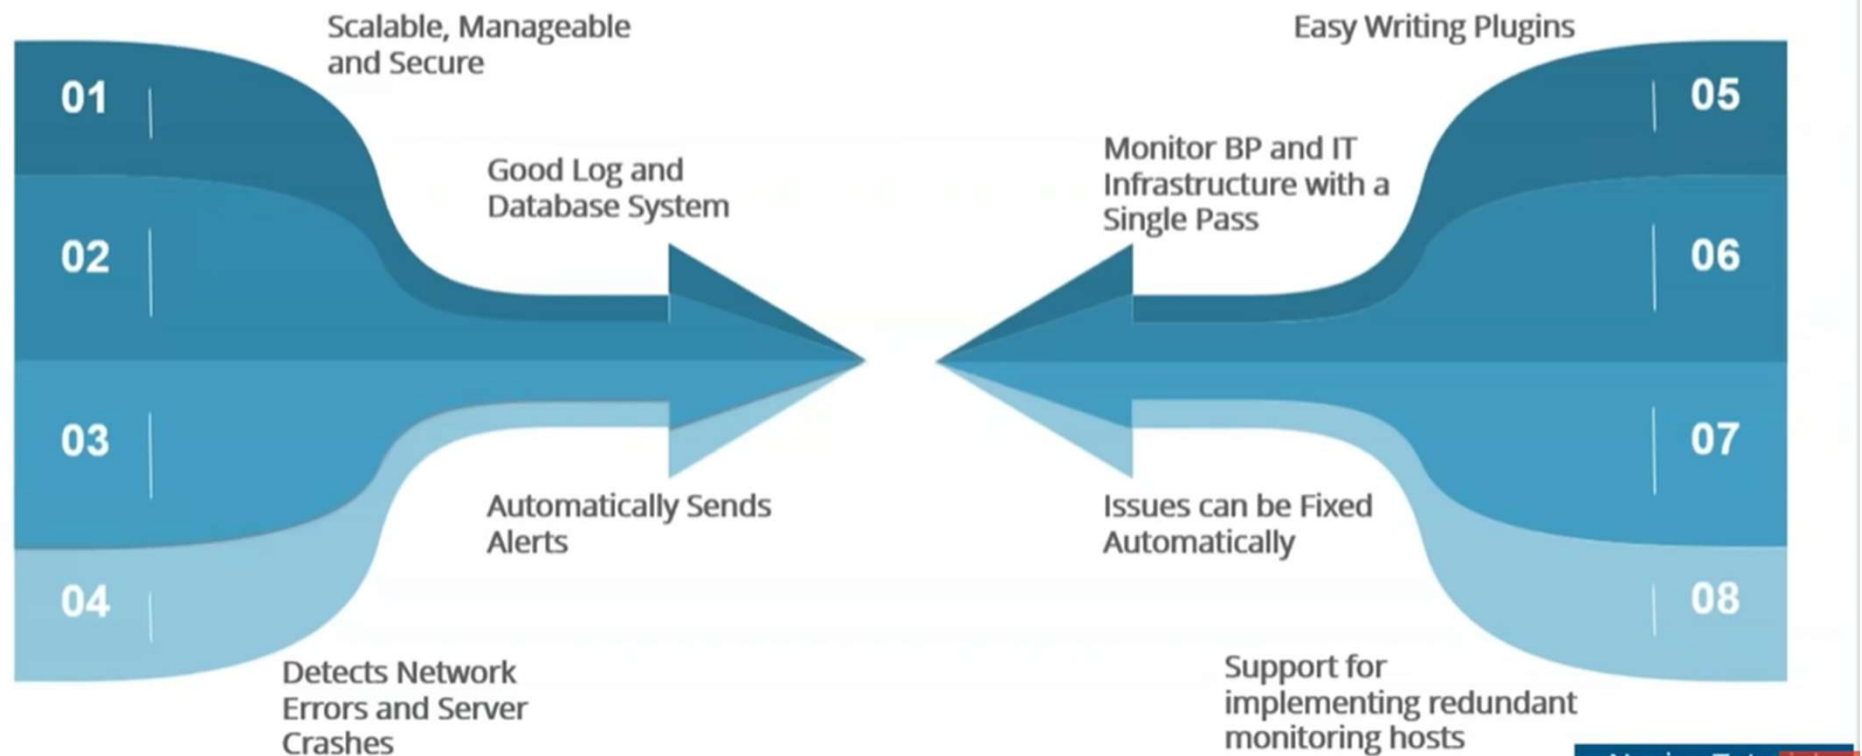 01
Scalable, Manageable
and Secure
02
Good Log and
Database System
03
Automatically Sends
Alerts
04
Detects Network
Errors and Server
Crashes
05
Easy Writing Plugins
06
Monitor BP and IT
Infrastructure with a
Single Pass
07
Issues can be Fixed
Automatically
08
Support for
implementing redundant
monitoring hosts